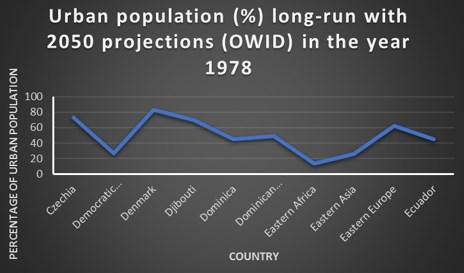 Urban population (%) long-run with
2050 projections (OWID) in the year
1978
PERCENTAGE OF URBAN POPULATION
100
80
60
40
20
0
Czechia
Democratic...
Denmark
Djibouti
Dominica
Dominican...
Eastern Africa
Eastern Asia
Eastern Europe
Ecuador
COUNTRY